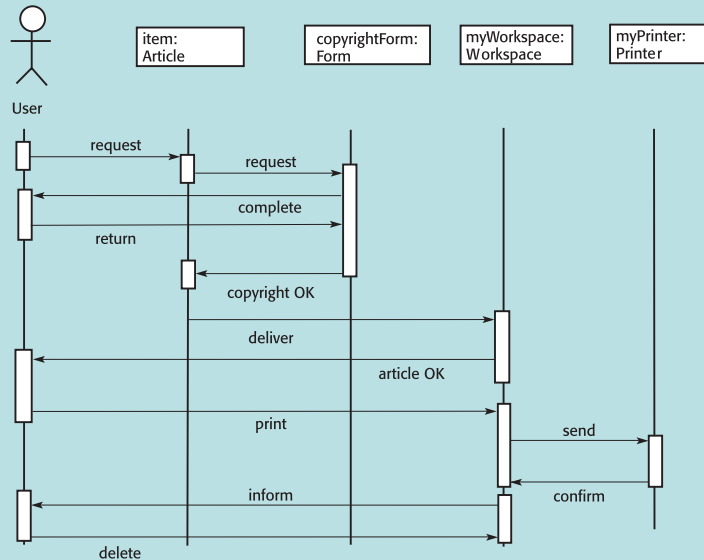 item:
Article
copyrightForm:
Form
myWorkspace:
Workspace
myPrinter:
Printer
User
request
request
complete
return
copyright OK
deliver
article OK
print
send
confirm
inform
delete